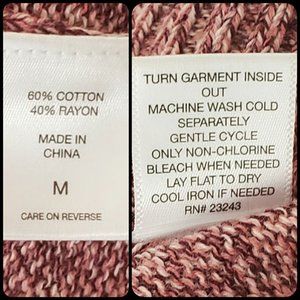 60% COTTON
40% RAYON
MADE IN
CHINA
M
CARE ON REVERSE
TURN GARMENT INSIDE
OUT
MACHINE WASH COLD
SEPARATELY
GENTLE CYCLE
ONLY NON-CHLORINE
BLEACH WHEN NEEDED
LAY FLAT TO DRY
COOL IRON IF NEEDED
RN# 23243